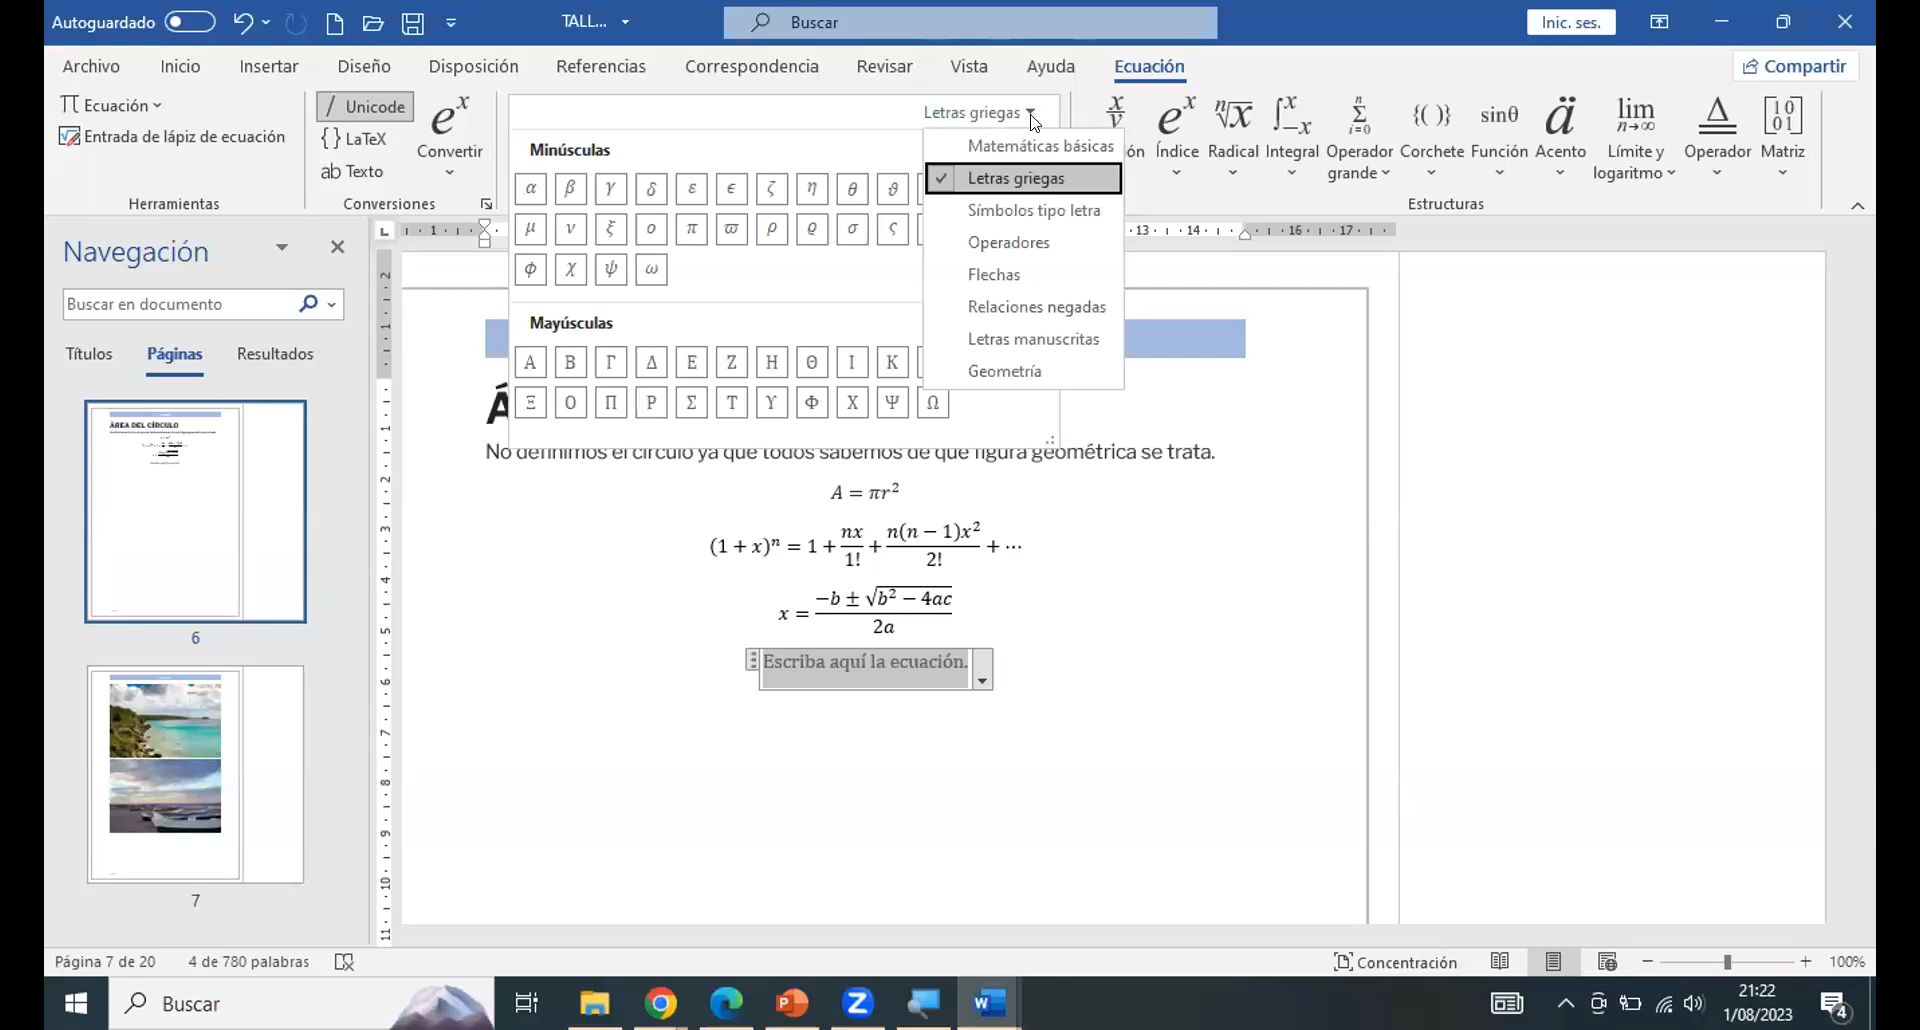 Autoguardado
TALL...
Buscar
Inic. ses.
Archivo Inicio Insertar Diseño Disposición Referencias Correspondencia Revisar Vista Ayuda Ecuación
Compartir
π Ecuación
Entrada de lápiz de ecuación
Herramientas
/ Unicode
{} LaTeX
ab Texto
eˣ
Convertir
Conversiones
Letras griegas
Minúsculas
α β γ δ ε ϵ ζ η θ ϑ
μ ν ξ ο π ϖ ρ ϱ σ ς
ϕ χ ψ ω
Mayúsculas
Α Β Γ Δ Ε Ζ Η Θ Ι Κ
Ξ Ο Π Ρ Σ Τ Υ Φ Χ Ψ Ω
Matemáticas básicas
Letras griegas
Símbolos tipo letra
Operadores
Flechas
Relaciones negadas
Letras manuscritas
Geometría
Índice Radical Integral Operador grande Corchete Función Acento Límite y logaritmo Operador Matriz
Estructuras
Navegación
Buscar en documento
Títulos Páginas Resultados
ÁREA DEL CÍRCULO
6
7
No definimos el círculo ya que todos sabemos de que figura geométrica se trata.
A = πr²
(1 + x)ⁿ = 1 + nx/1! + n(n − 1)x²/2! + ⋯
x = −b ± √b² − 4ac / 2a
Escriba aquí la ecuación.
Página 7 de 20
4 de 780 palabras
Concentración
100%
Buscar
21:22
1/08/2023
4